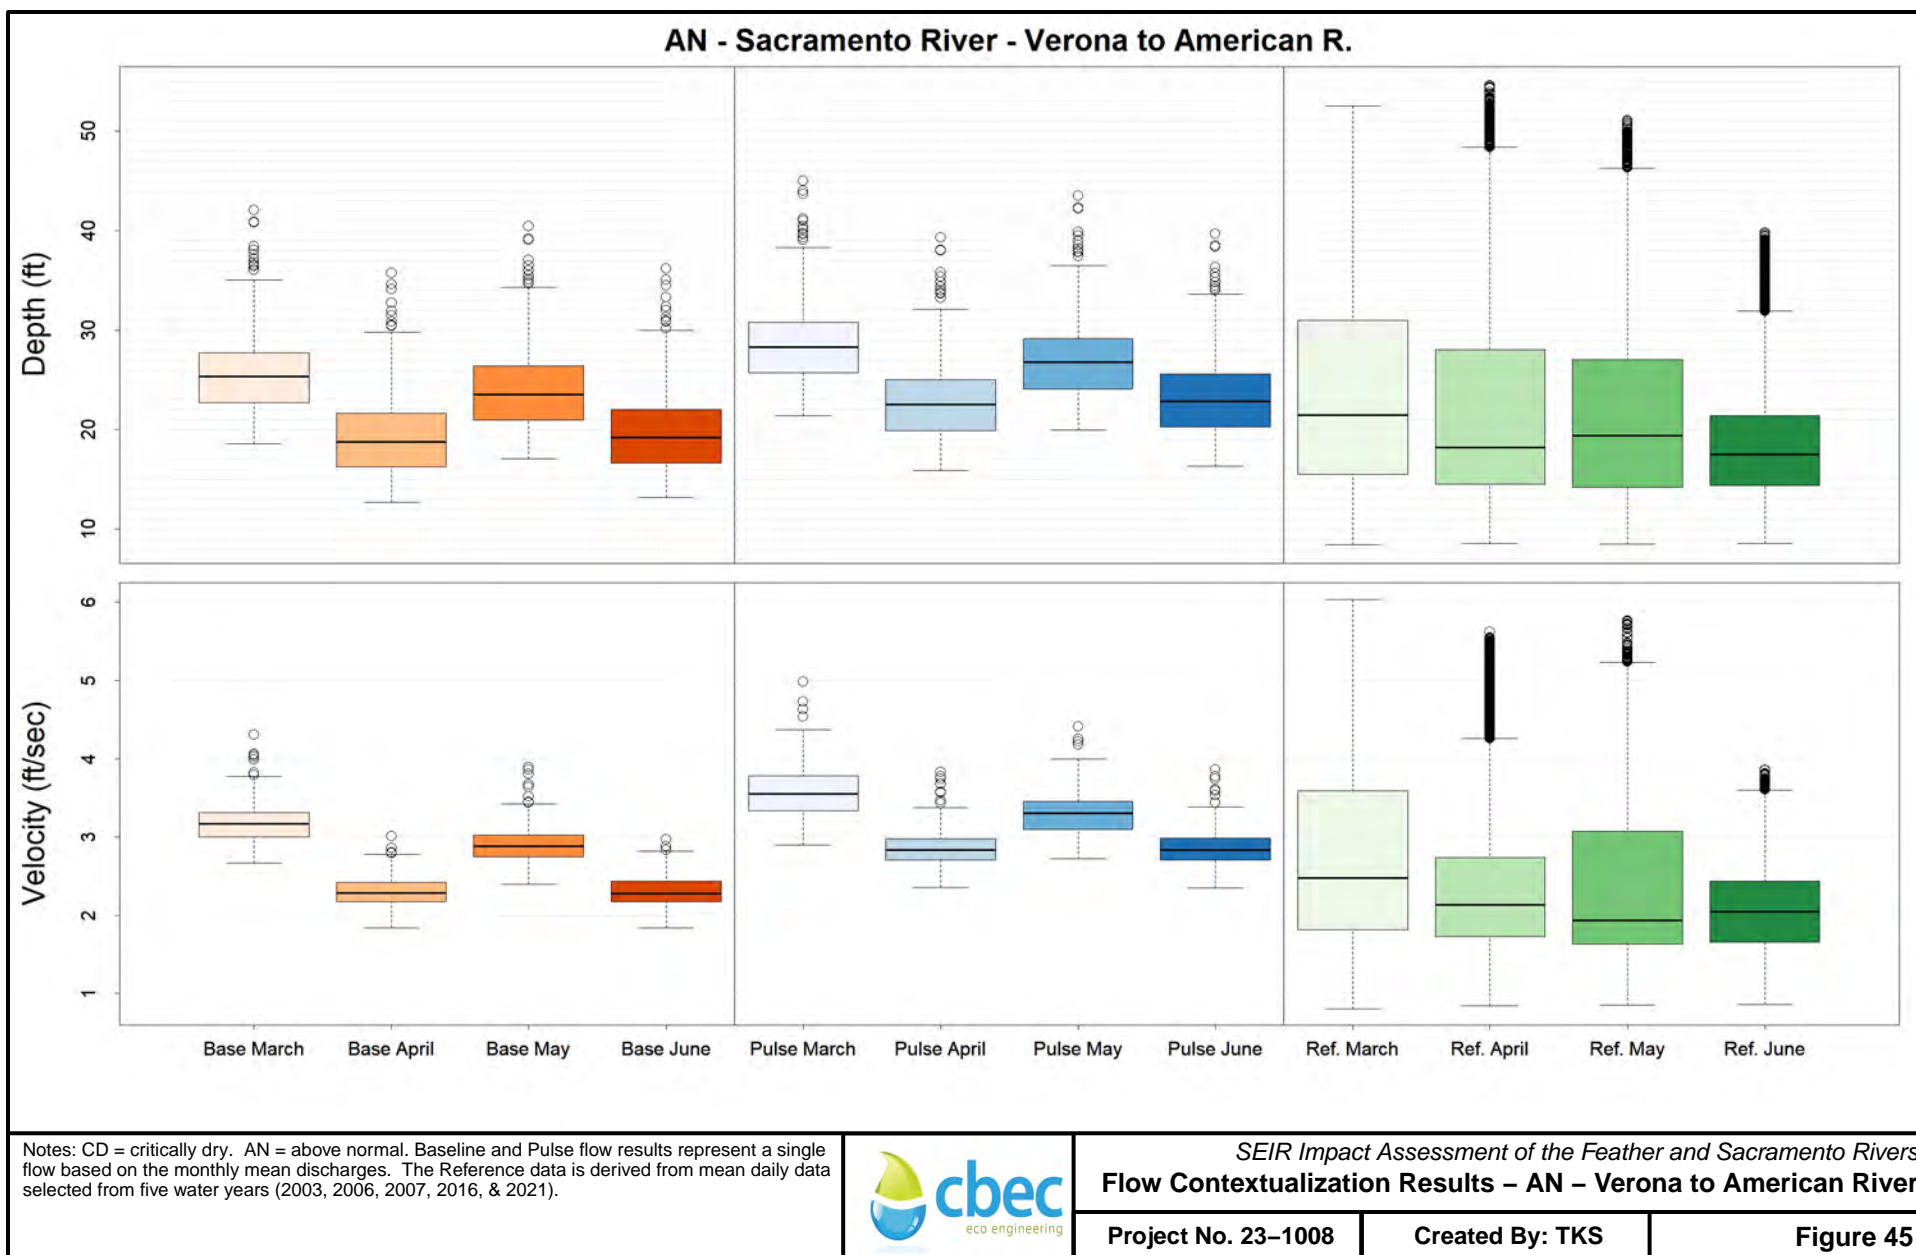 AN - Sacramento River - Verona to American R.
Depth (ft)
50
40
30
20
10
Velocity (ft/sec)
6
5
4
3
2
1
Base March Base April Base May Base June Pulse March Pulse April Pulse May Pulse June Ref. March Ref. April Ref. May Ref. June
Notes: CD = critically dry. AN = above normal. Baseline and Pulse flow results represent a single
flow based on the monthly mean discharges. The Reference data is derived from mean daily data
selected from five water years (2003, 2006, 2007, 2016, & 2021).
cbec
eco engineering
SEIR Impact Assessment of the Feather and Sacramento Rivers
Flow Contextualization Results – AN – Verona to American River
Project No. 23–1008
Created By: TKS
Figure 45